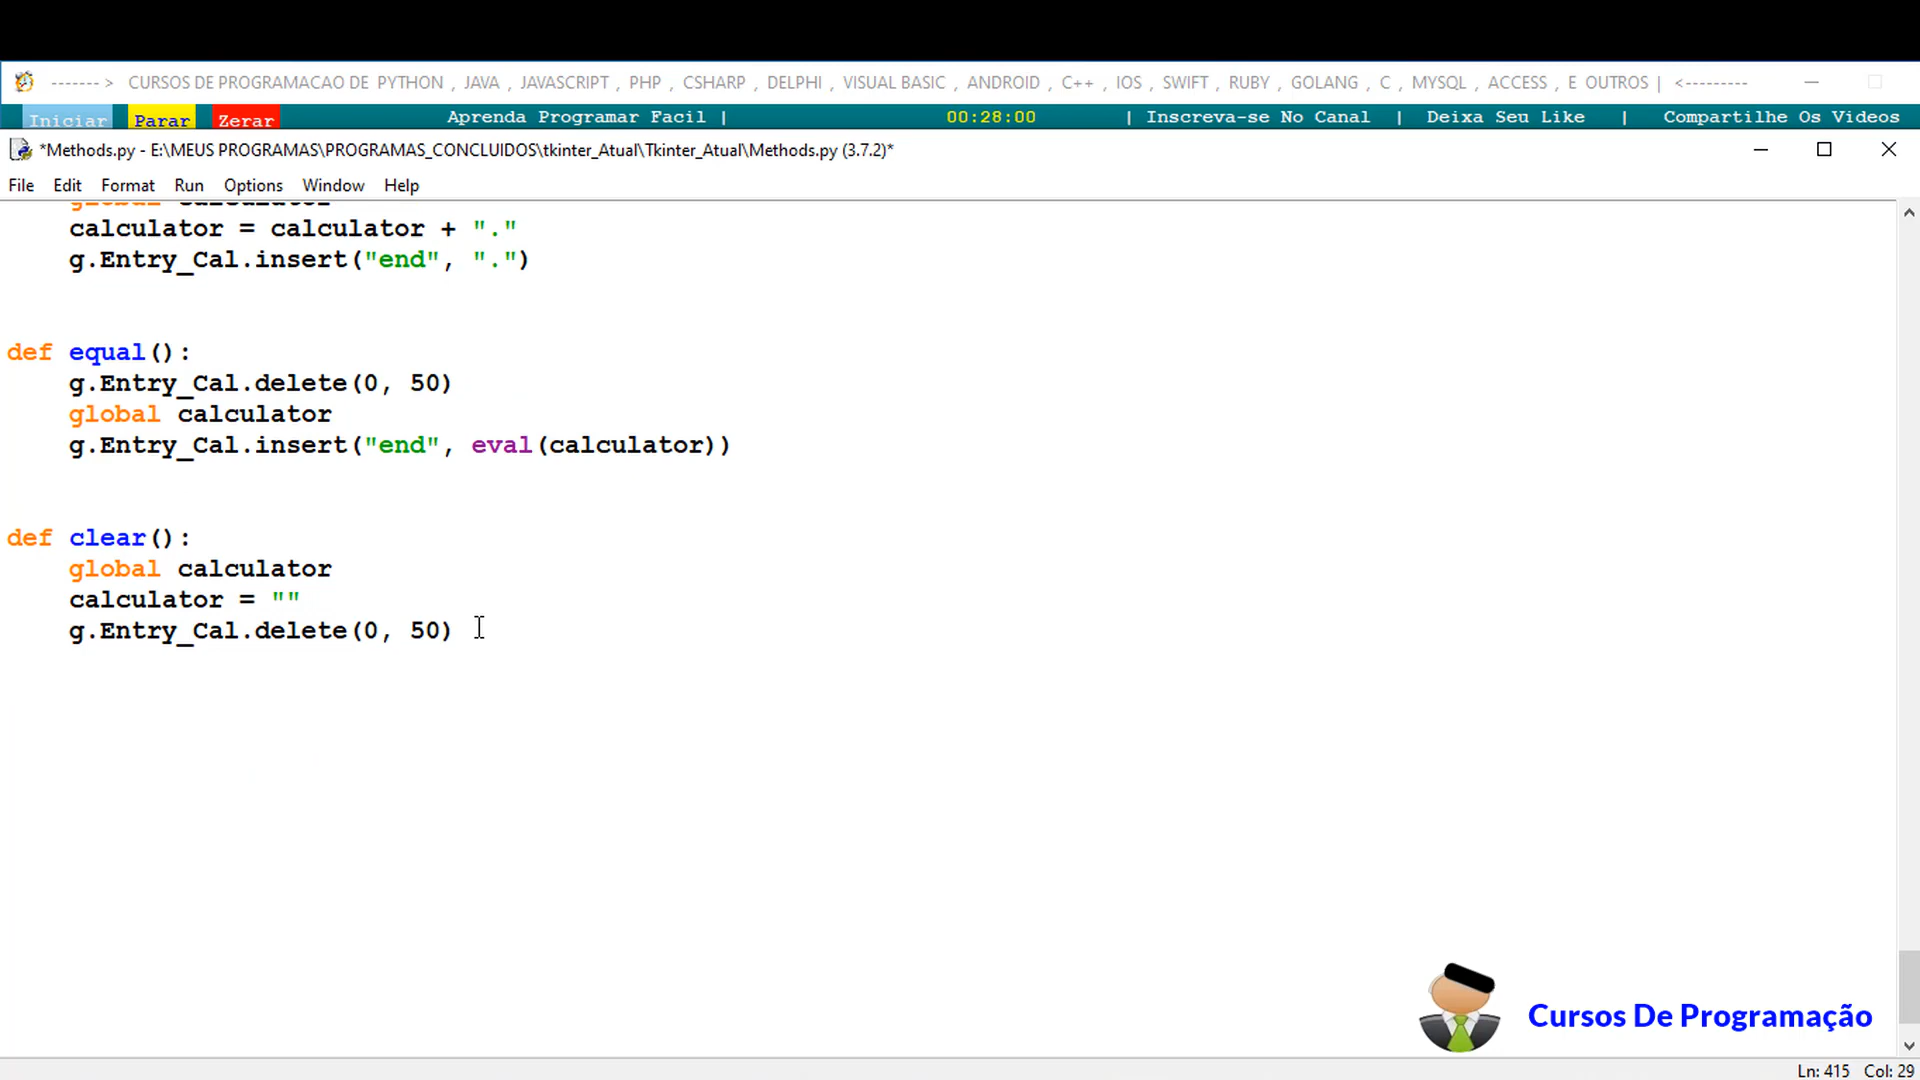 ------- > CURSOS DE PROGRAMACAO DE PYTHON , JAVA , JAVASCRIPT , PHP , CSHARP , DELPHI , VISUAL BASIC , ANDROID , C++ , IOS , SWIFT , RUBY , GOLANG , C , MYSQL , ACCESS , E OUTROS | <---------
Iniciar Parar Zerar Aprenda Programar Facil | 00:28:00 | Inscreva-se No Canal | Deixa Seu Like | Compartilhe Os Videos
*Methods.py - E:\MEUS PROGRAMAS\PROGRAMAS_CONCLUIDOS\tkinter_Atual\Tkinter_Atual\Methods.py (3.7.2)*
File Edit Format Run Options Window Help
global calculator
calculator = calculator + "."
g.Entry_Cal.insert("end", ".")
def equal():
g.Entry_Cal.delete(0, 50)
global calculator
g.Entry_Cal.insert("end", eval(calculator))
def clear():
global calculator
calculator = ""
g.Entry_Cal.delete(0, 50)
Cursos De Programação
Ln: 415 Col: 29